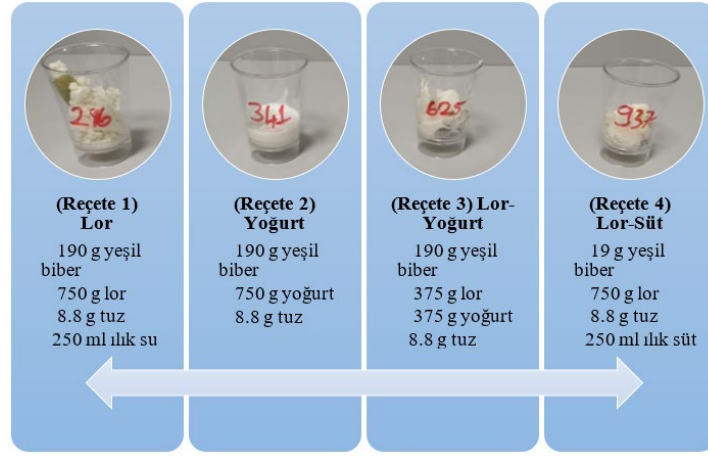 296
341
625
937
(Reçete 1)
Lor
190 g yeşil
biber
750 g lor
8.8 g tuz
250 ml ılık su
(Reçete 2)
Yoğurt
190 g yeşil
biber
750 g yoğurt
8.8 g tuz
(Reçete 3) Lor-
Yoğurt
190 g yeşil
biber
375 g lor
375 g yoğurt
8.8 g tuz
(Reçete 4)
Lor-Süt
19 g yeşil
biber
750 g lor
8.8 g tuz
250 ml ılık süt